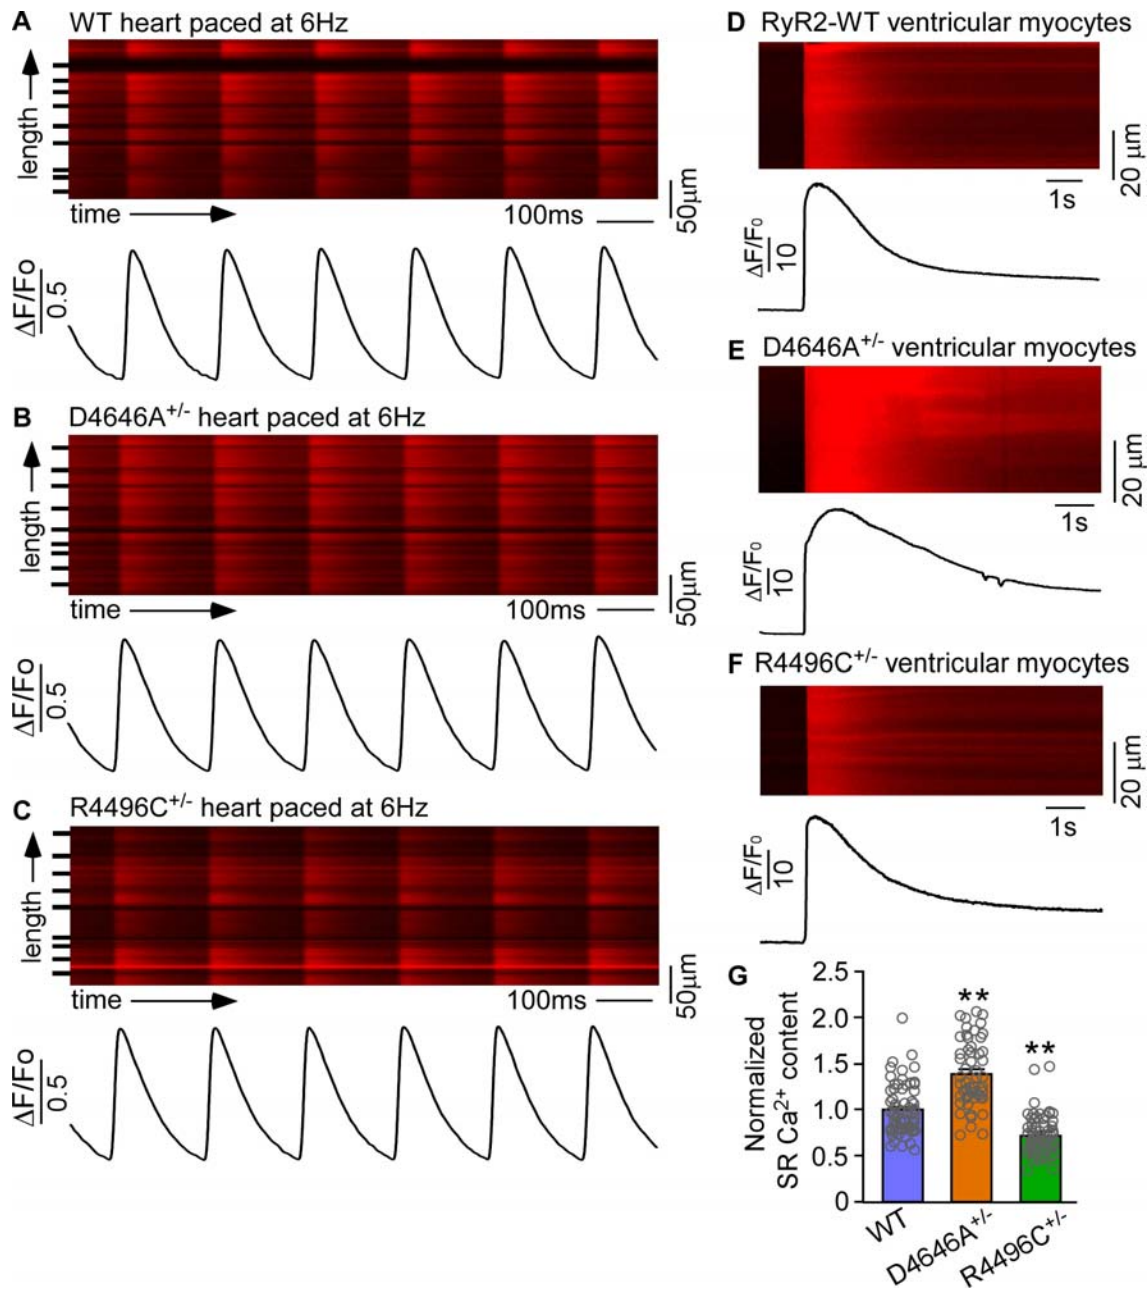 A WT heart paced at 6Hz
length
time
100ms
50μm
ΔF/Fo
0.5
B D4646A+/- heart paced at 6Hz
length
time
100ms
50μm
ΔF/Fo
0.5
C R4496C+/- heart paced at 6Hz
length
time
100ms
50μm
ΔF/Fo
0.5
D RyR2-WT ventricular myocytes
20 μm
1s
ΔF/F0
10
E D4646A+/- ventricular myocytes
20 μm
1s
ΔF/F0
10
F R4496C+/- ventricular myocytes
20 μm
1s
ΔF/F0
10
G
Normalized
SR Ca2+ content
2.5
2.0
1.5
1.0
0.5
0
**
**
WT
D4646A+/-
R4496C+/-